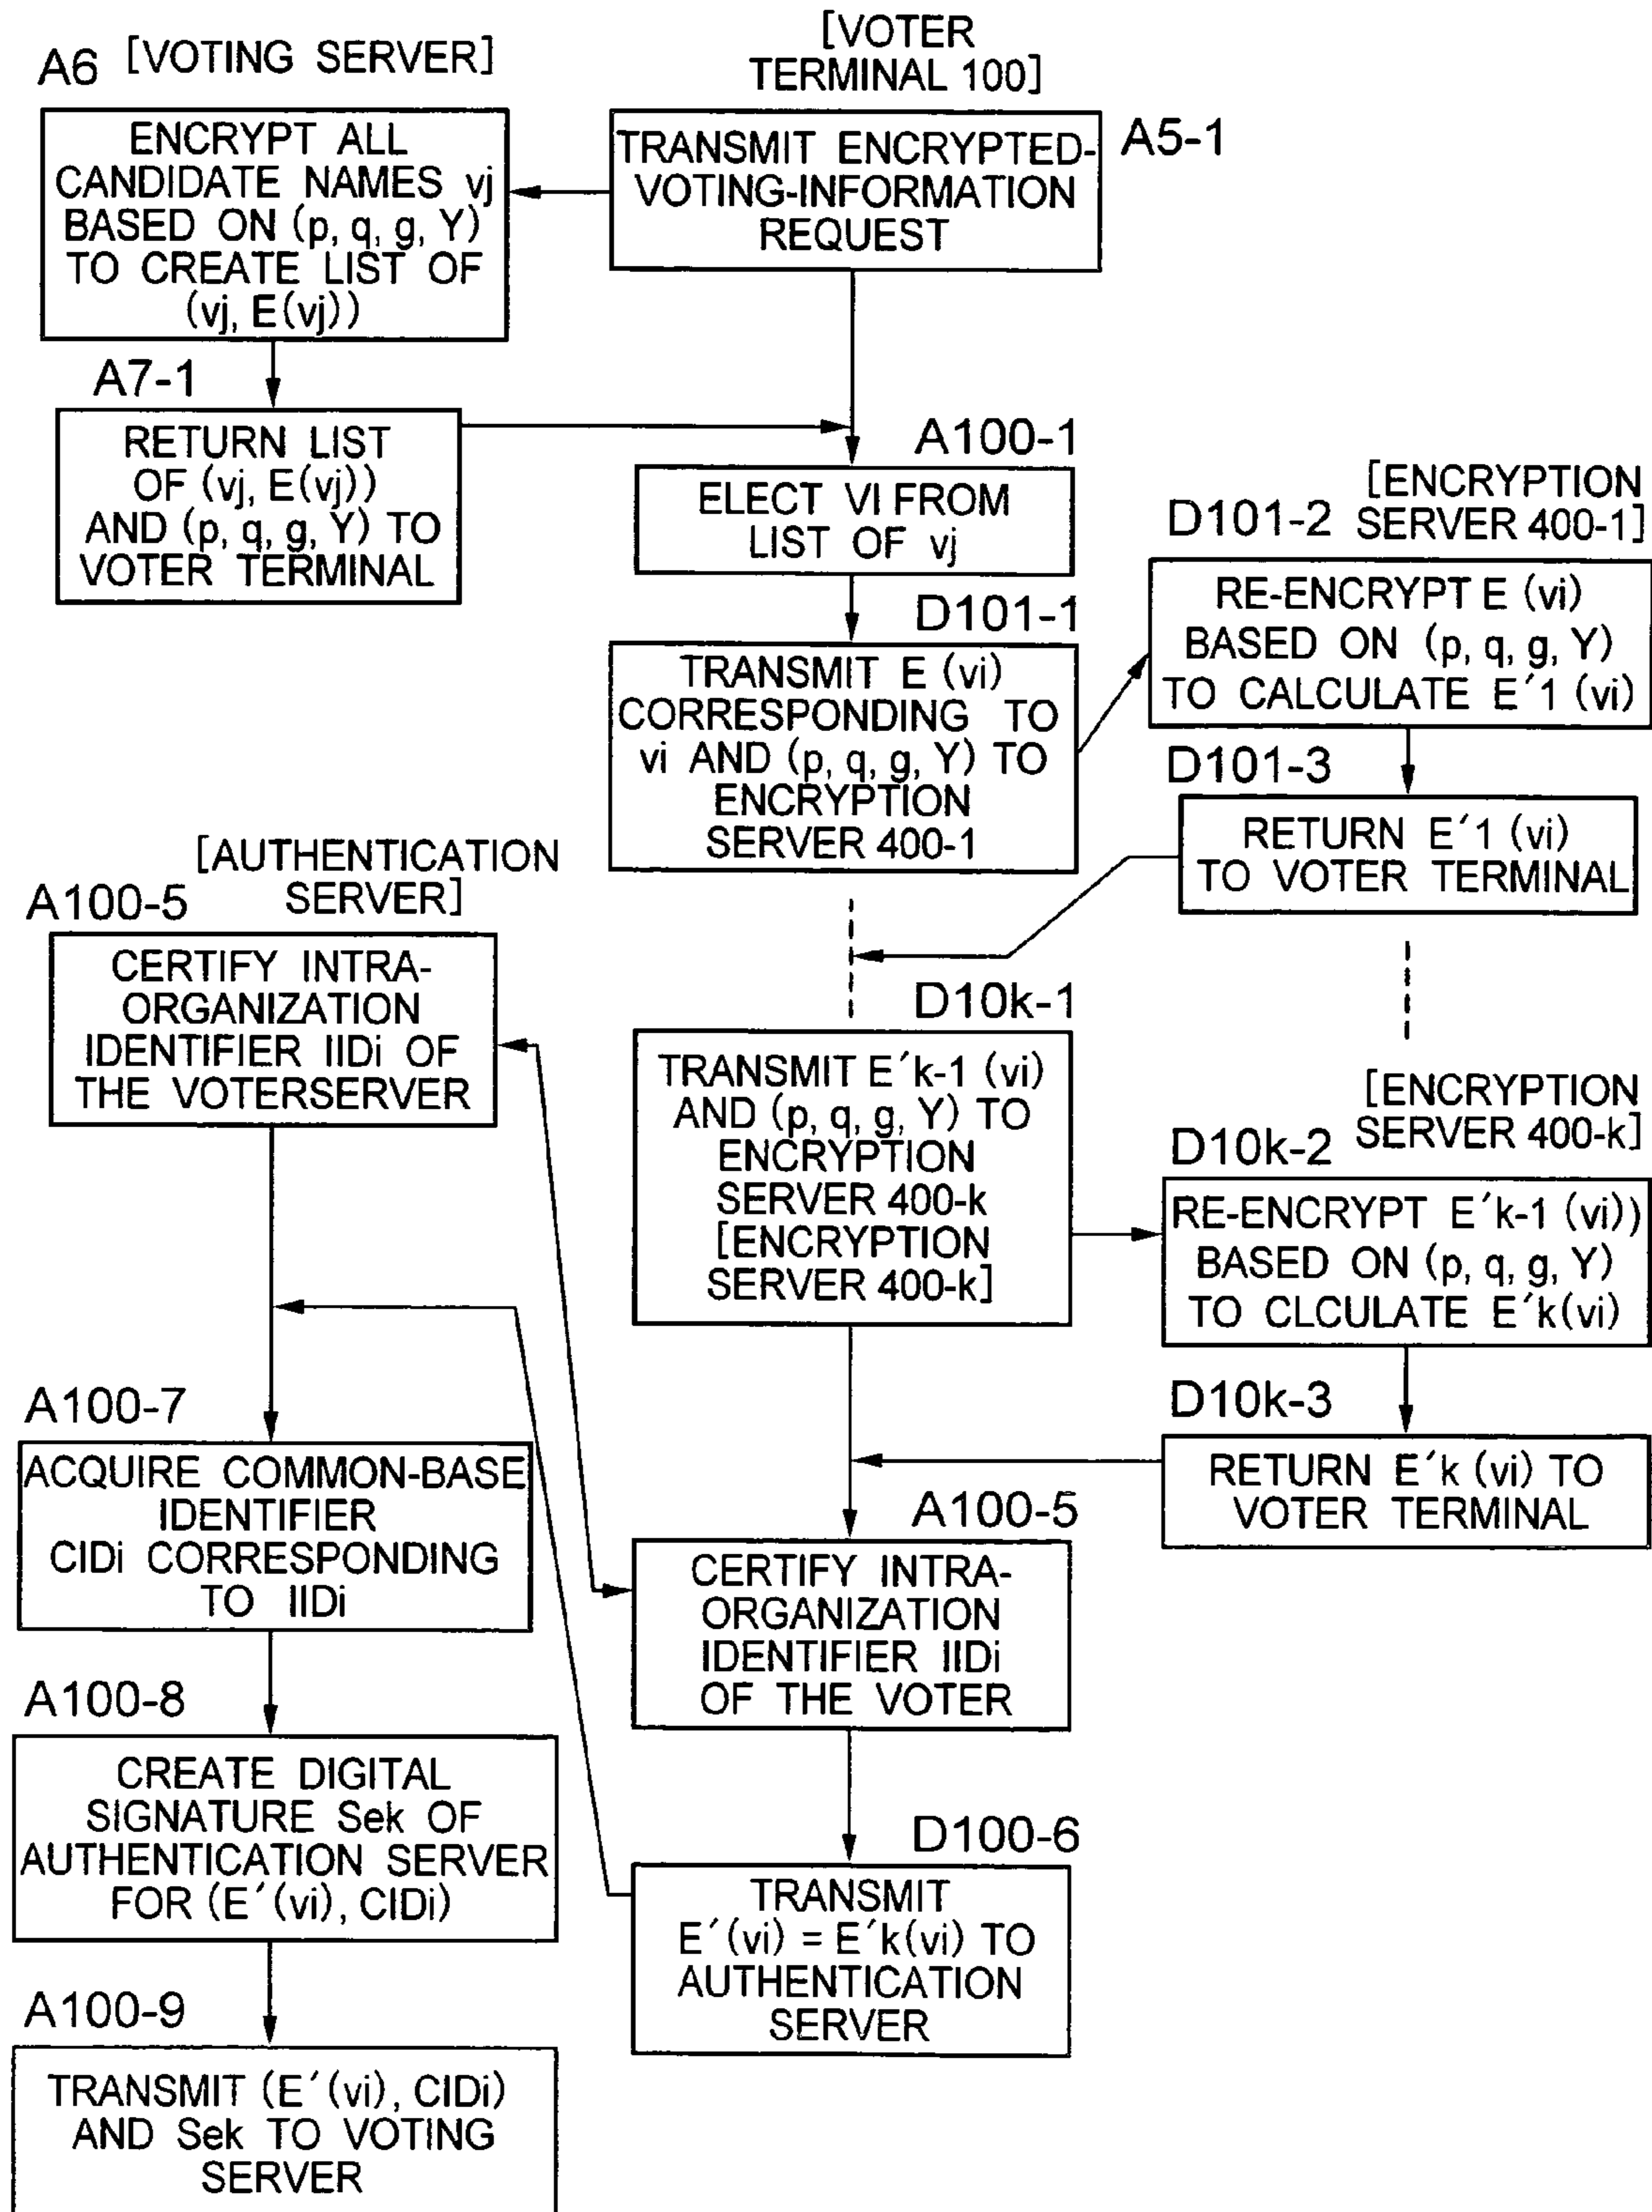 A6 [VOTING SERVER]
ENCRYPT ALL
CANDIDATE NAMES vj
BASED ON (p, q, g, Y)
TO CREATE LIST OF
(vj, E(vj))
[VOTER
TERMINAL 100]
TRANSMIT ENCRYPTED-
VOTING-INFORMATION
REQUEST
A5-1
A7-1
RETURN LIST
OF (vj, E(vj))
AND (p, q, g, Y) TO
VOTER TERMINAL
A100-1
ELECT VI FROM
LIST OF vj
D101-1
TRANSMIT E (vi)
CORRESPONDING TO
vi AND (p, q, g, Y) TO
ENCRYPTION
SERVER 400-1
[ENCRYPTION
SERVER 400-1]
D101-2
RE-ENCRYPT E (vi)
BASED ON (p, q, g, Y)
TO CALCULATE E´1 (vi)
D101-3
RETURN E´1 (vi)
TO VOTER TERMINAL
[AUTHENTICATION
SERVER]
A100-5
CERTIFY INTRA-
ORGANIZATION
IDENTIFIER IIDi OF
THE VOTERSERVER
D10k-1
TRANSMIT E´k-1 (vi)
AND (p, q, g, Y) TO
ENCRYPTION
SERVER 400-k
[ENCRYPTION
SERVER 400-k]
[ENCRYPTION
SERVER 400-k]
D10k-2
RE-ENCRYPT E´k-1 (vi))
BASED ON (p, q, g, Y)
TO CLCULATE E´k(vi)
D10k-3
RETURN E´k (vi) TO
VOTER TERMINAL
A100-7
ACQUIRE COMMON-BASE
IDENTIFIER
CIDi CORRESPONDING
TO IIDi
A100-5
CERTIFY INTRA-
ORGANIZATION
IDENTIFIER IIDi
OF THE VOTER
A100-8
CREATE DIGITAL
SIGNATURE Sek OF
AUTHENTICATION SERVER
FOR (E´(vi), CIDi)
D100-6
TRANSMIT
E´(vi) = E´k(vi) TO
AUTHENTICATION
SERVER
A100-9
TRANSMIT (E´(vi), CIDi)
AND Sek TO VOTING
SERVER